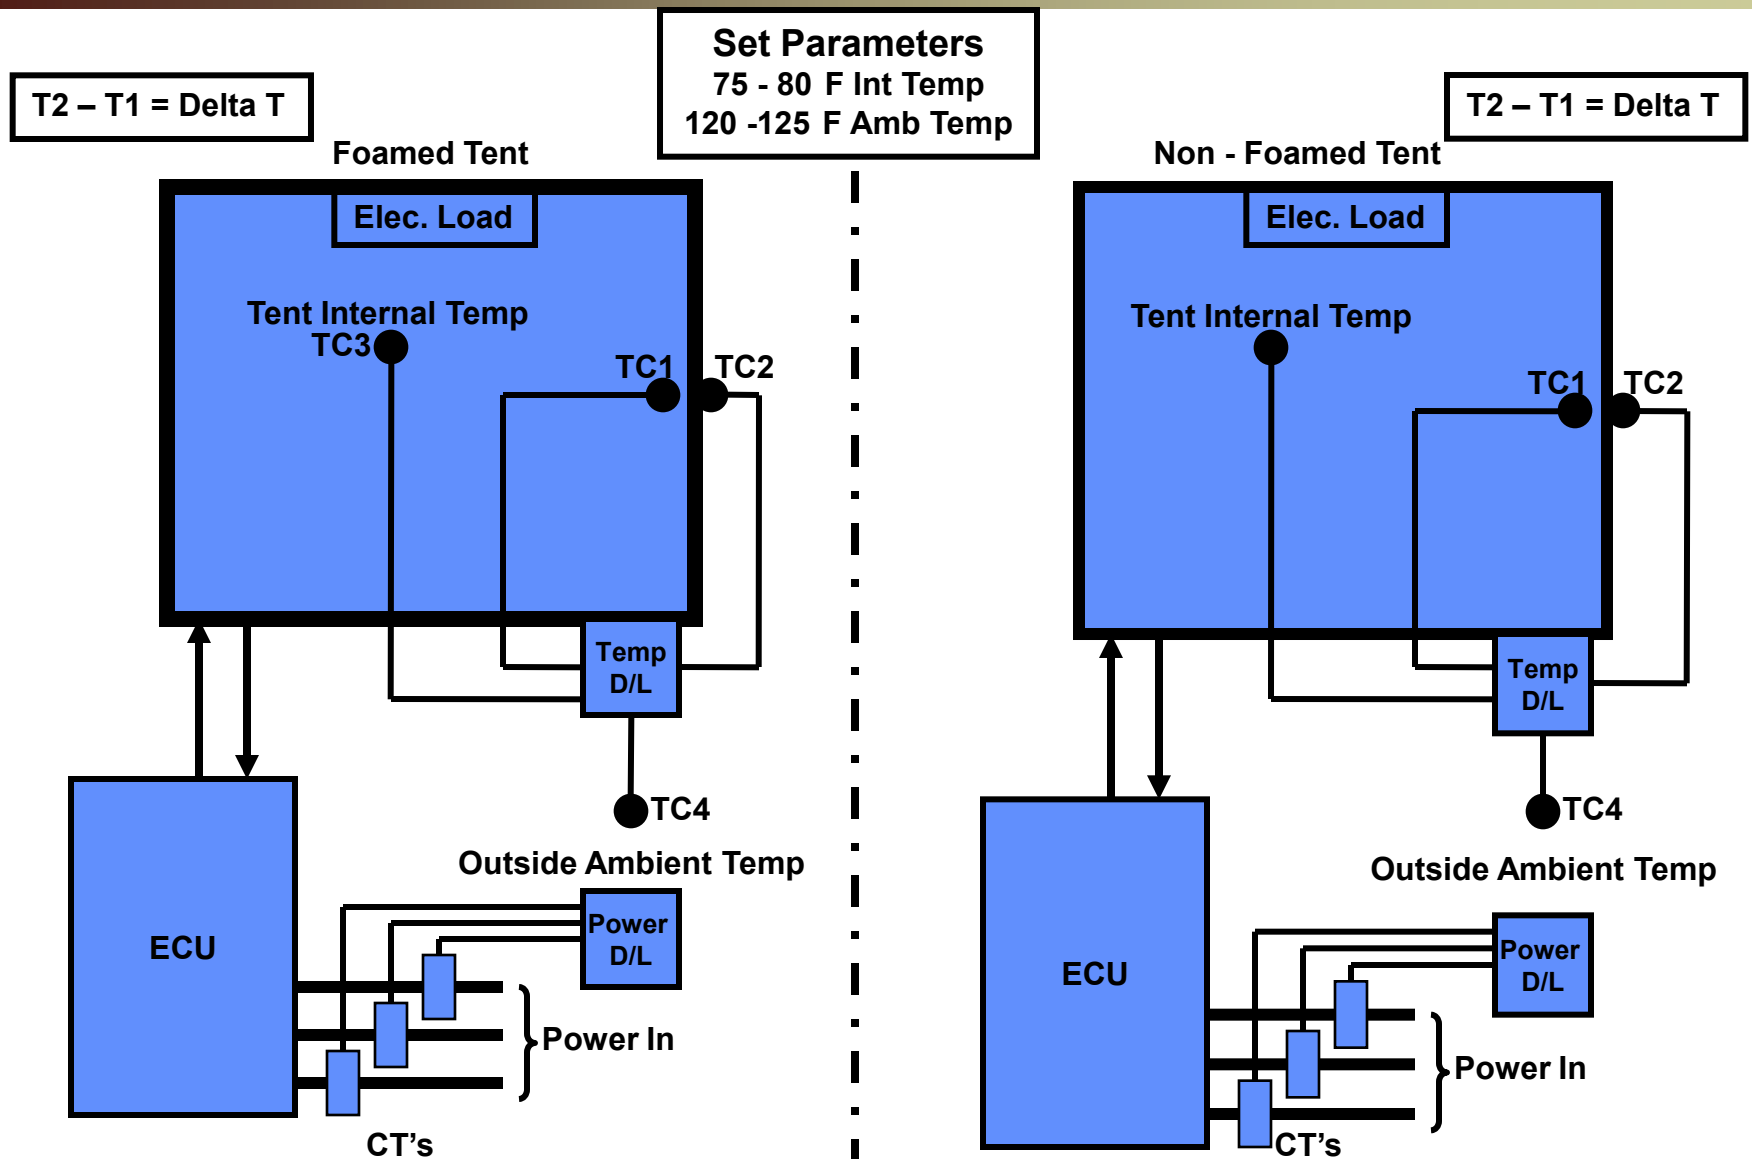 Set Parameters
75 - 80 F Int Temp
120 -125 F Amb Temp
T2 – T1 = Delta T
Foamed Tent
Elec. Load
Tent Internal Temp
TC3
TC1
TC2
Temp
D/L
TC4
Outside Ambient Temp
ECU
Power
D/L
Power In
CT's
T2 – T1 = Delta T
Non - Foamed Tent
Elec. Load
Tent Internal Temp
TC1
TC2
Temp
D/L
TC4
Outside Ambient Temp
ECU
Power
D/L
Power In
CT's